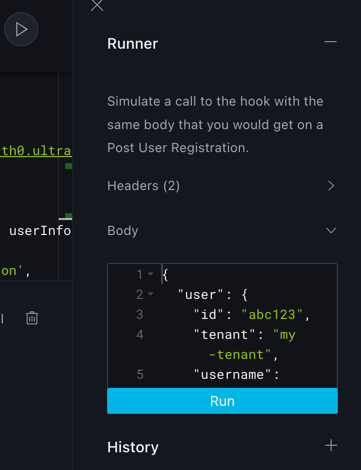 Runner
Simulate a call to the hook with the
same body that you would get on a
Post User Registration.
th0.ultra
Headers (2)
userInfo
Body
on',
1 {
2 "user": {
3 "id": "abc123",
4 "tenant": "my
-tenant",
5 "username":
Run
History